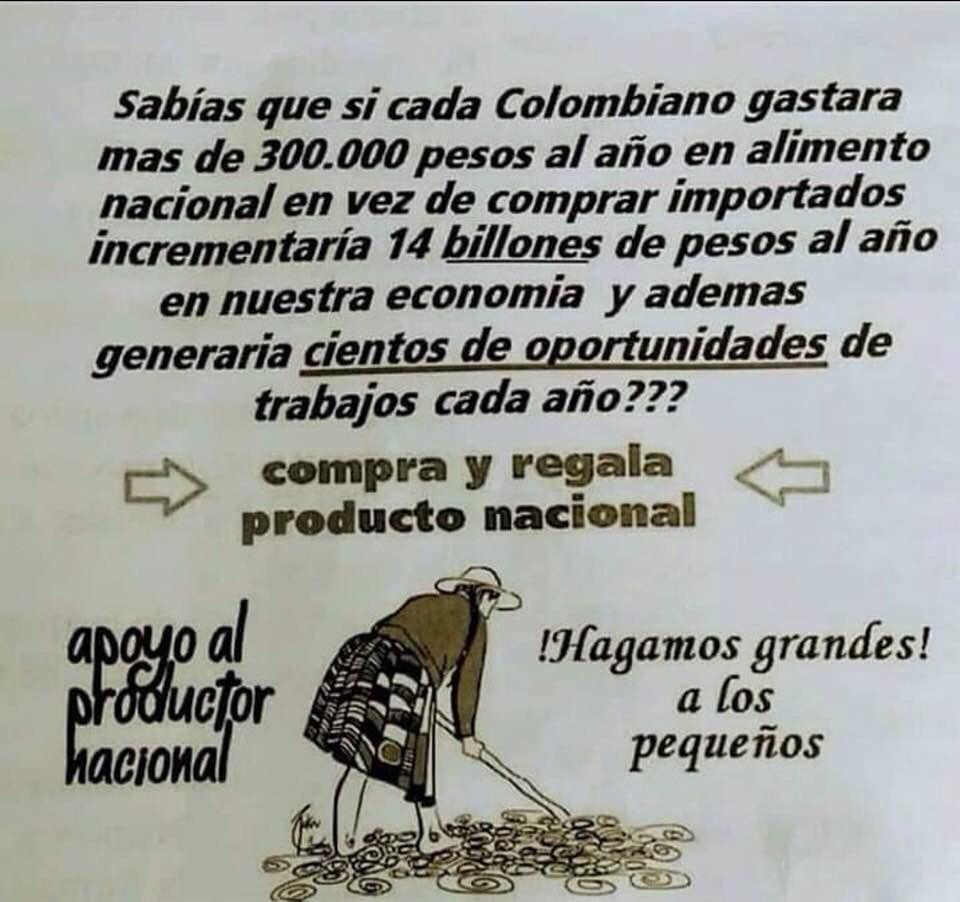 Sabías que si cada Colombiano gastara
mas de 300.000 pesos al año en alimento
nacional en vez de comprar importados
incrementaría 14 billones de pesos al año
en nuestra economia y ademas
generaria cientos de oportunidades de
trabajos cada año???
compra y regala
producto nacional
apoyo al
productor
nacional
!Hagamos grandes!
a los
pequeños